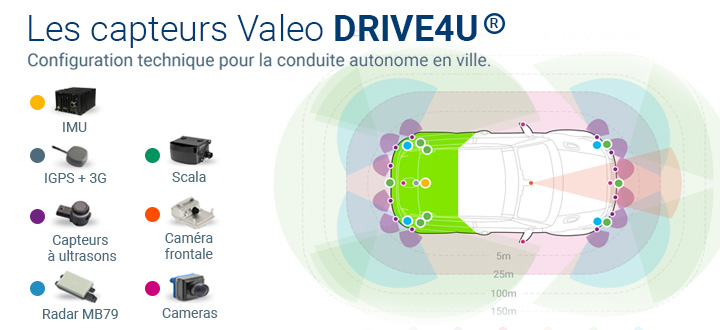 Les capteurs Valeo DRIVE4U®
Configuration technique pour la conduite autonome en ville.
IMU
IGPS + 3G
Scala
Capteurs
à ultrasons
Caméra
frontale
Radar MB79
Cameras
5m
25m
100m
150m